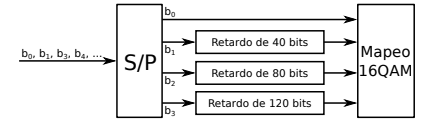 b₀
b₀, b₁, b₃, b₄, ...
S/P
b₁
Retardo de 40 bits
b₂
Retardo de 80 bits
b₃
Retardo de 120 bits
Mapeo
16QAM